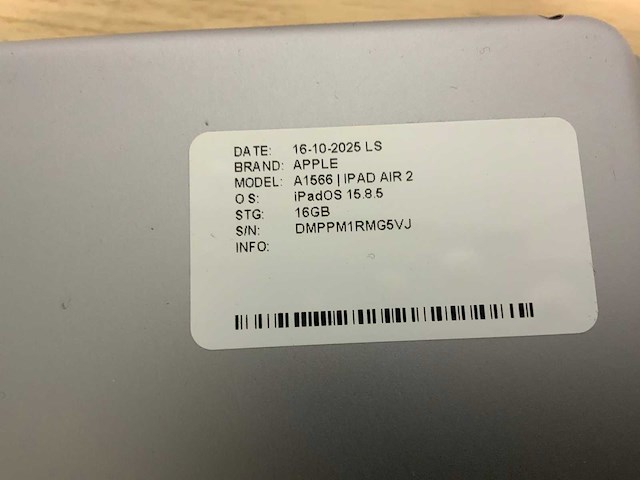 DATE: 16-10-2025 LS
BRAND: APPLE
MODEL: A1566 | IPAD AIR 2
OS: iPadOS 15.8.5
STG: 16GB
S/N: DMPPM1RMG5VJ
INFO: